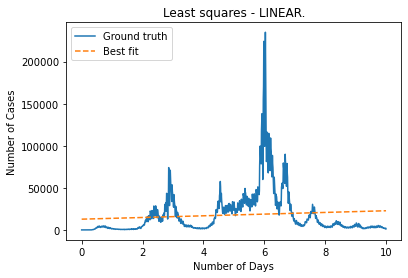 Least squares - LINEAR.
Ground truth
Best fit
Number of Cases
200000
150000
100000
50000
0
0 2 4 6 8 10
Number of Days